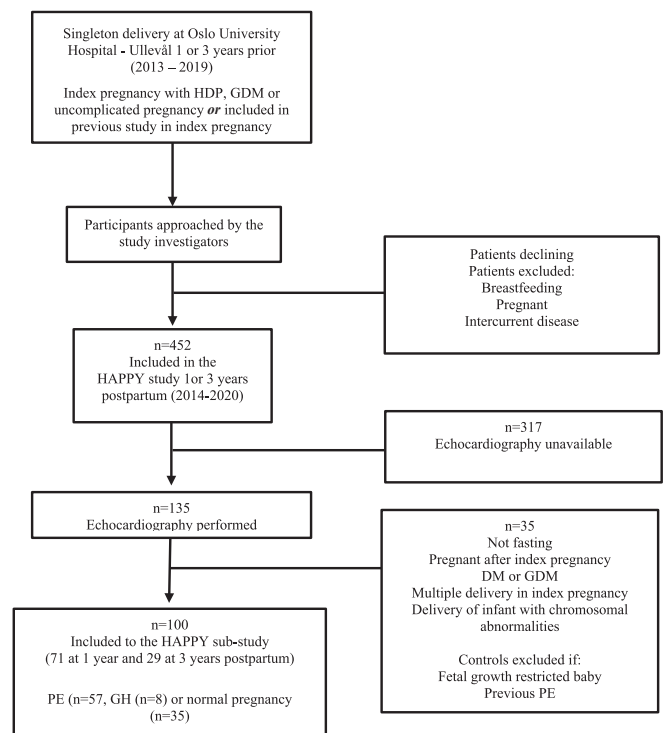 Singleton delivery at Oslo University
Hospital - Ullevål 1 or 3 years prior
(2013 – 2019)
Index pregnancy with HDP, GDM or
uncomplicated pregnancy or included in
previous study in index pregnancy
Participants approached by the
study investigators
Patients declining
Patients excluded:
Breastfeeding
Pregnant
Intercurrent disease
n=452
Included in the
HAPPY study 1or 3 years
postpartum (2014-2020)
n=317
Echocardiography unavailable
n=135
Echocardiography performed
n=35
Not fasting
Pregnant after index pregnancy
DM or GDM
Multiple delivery in index pregnancy
Delivery of infant with chromosomal
abnormalities
Controls excluded if:
Fetal growth restricted baby
Previous PE
n=100
Included to the HAPPY sub-study
(71 at 1 year and 29 at 3 years postpartum)
PE (n=57, GH (n=8) or normal pregnancy
(n=35)